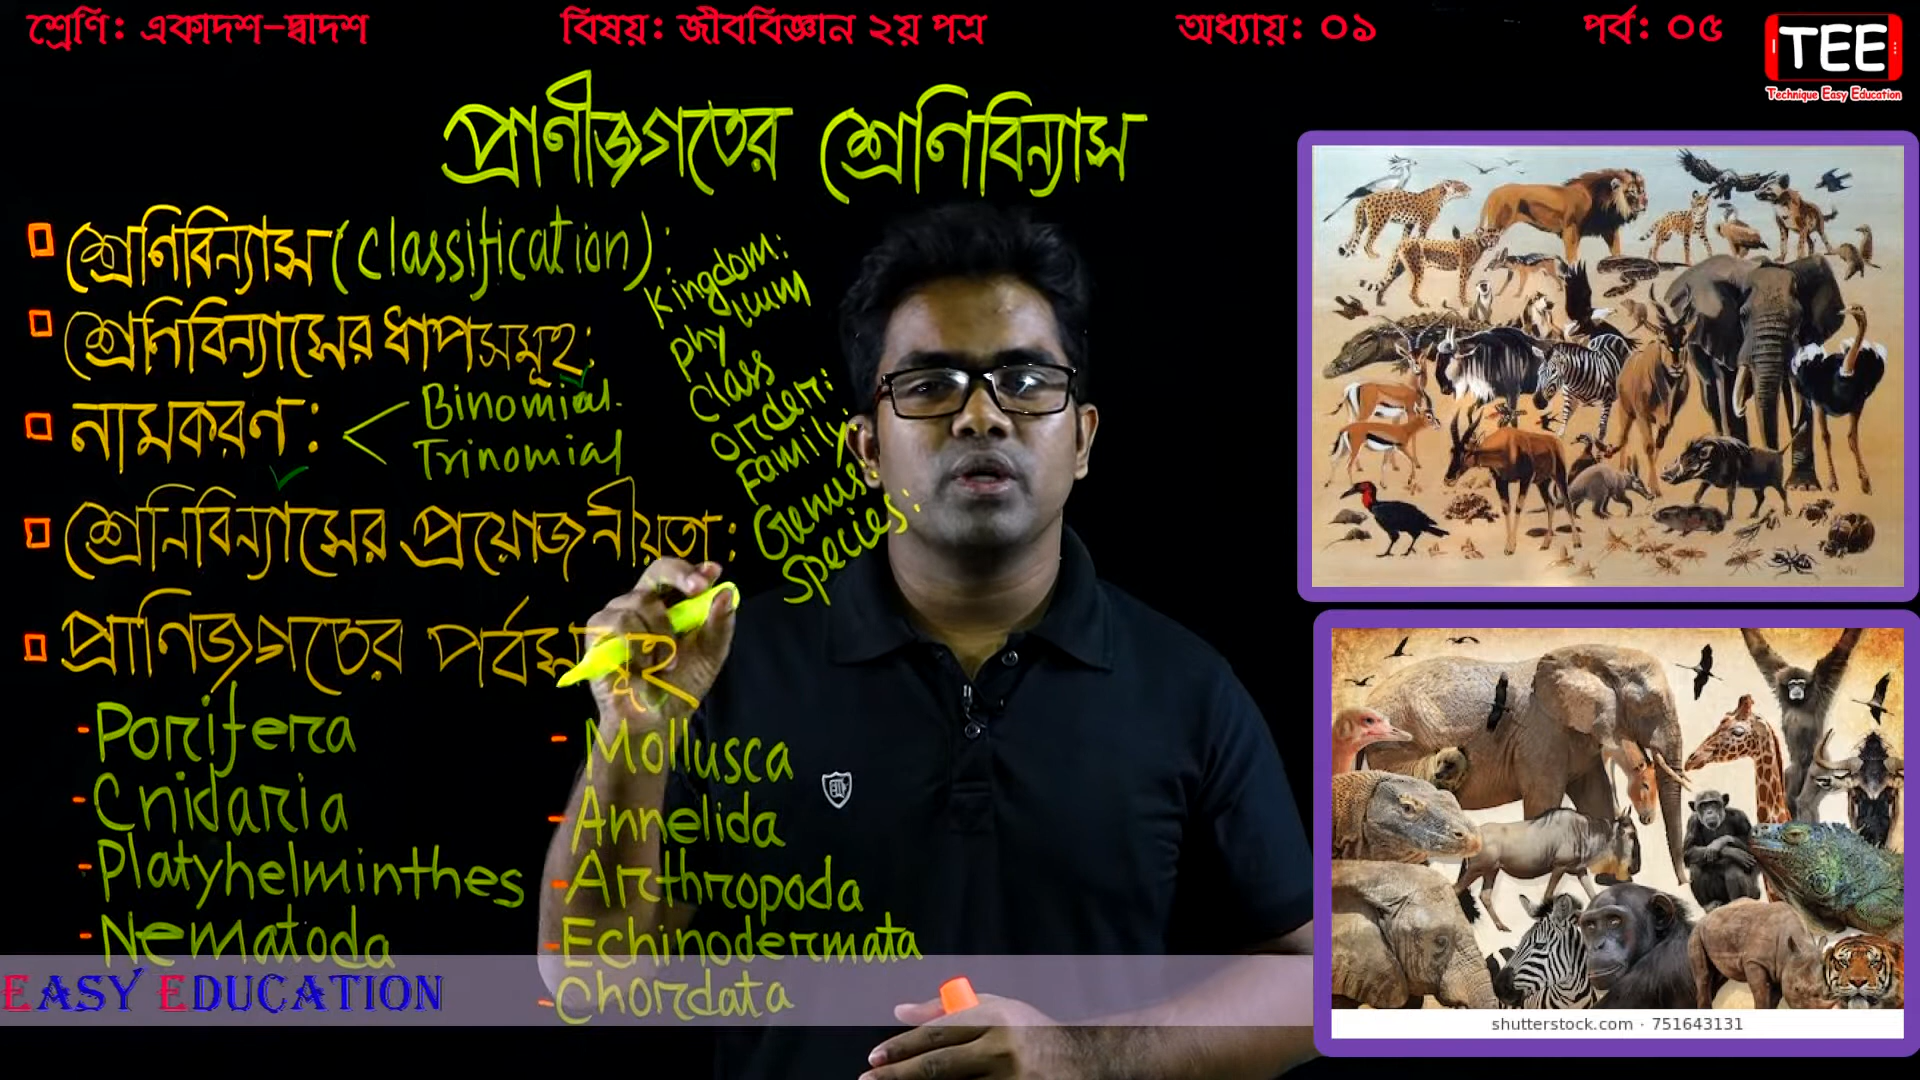 শ্রেণি: একাদশ-দ্বাদশ
বিষয়: জীববিজ্ঞান ২য় পত্র
অধ্যায়: ০১
পর্ব: ০৫
TEE
Technique Easy Education
প্রাণীজগতের শ্রেণিবিন্যাস
শ্রেণিবিন্যাস (Classification):
শ্রেণিবিন্যাসের ধাপসমূহ:
নামকরণ:
Binomial
Trinomial
শ্রেনিবিন্যাসের প্রয়োজনীয়তা:
Kingdom:
Phylum
Class
Order:
Family:
Genus:
Species:
প্রাণিজগতের পর্বসমূহ
- Porifera
- Cnidaria
- Platyhelminthes
- Nematoda
- Mollusca
- Annelida
- Arthropoda
- Echinodermata
- Chordata
EASY EDUCATION
shutterstock.com · 751643131